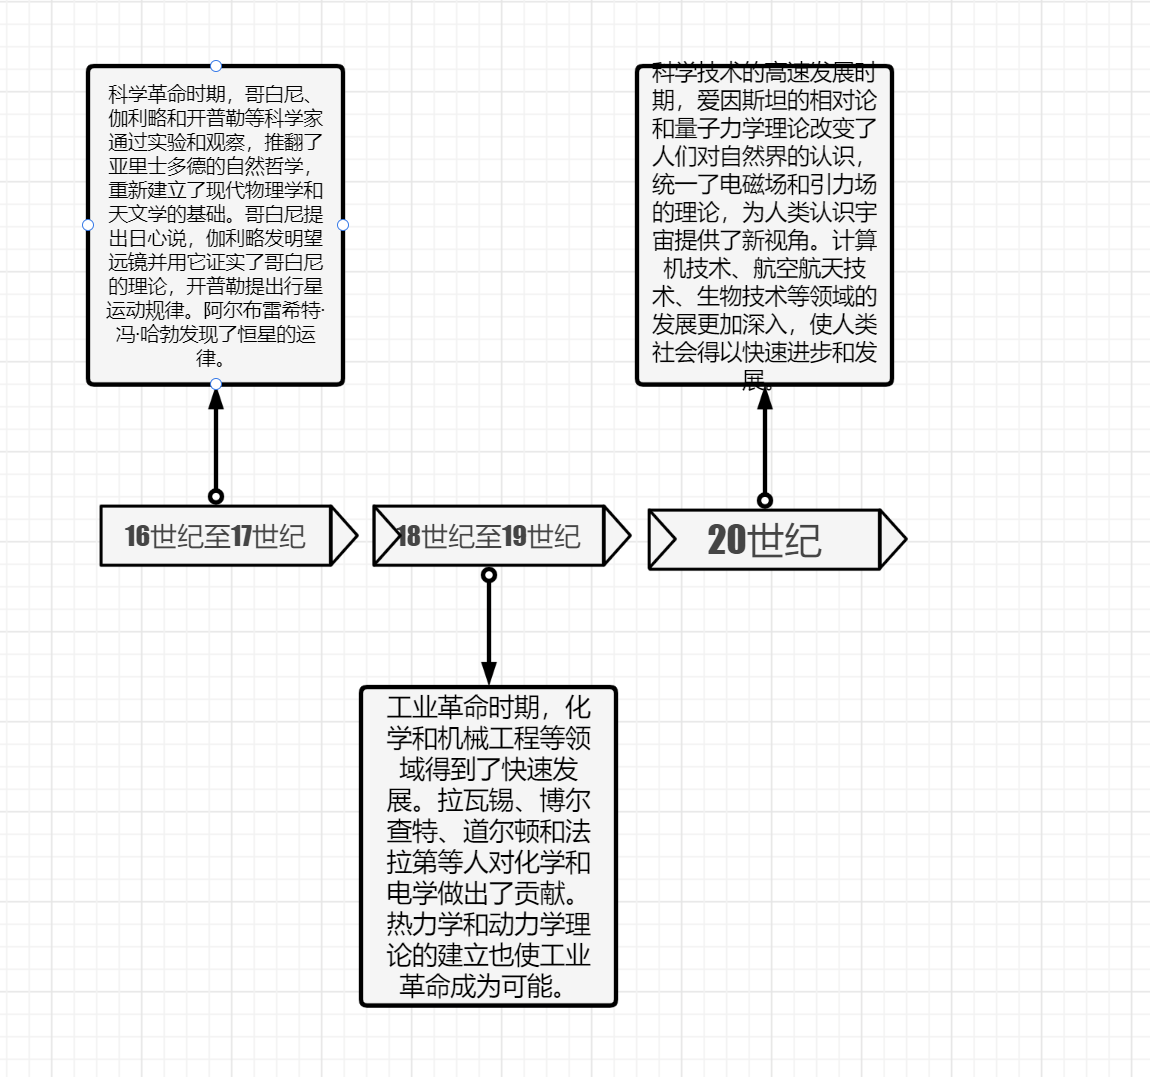 科学革命时期，哥白尼、
伽利略和开普勒等科学家
通过实验和观察，推翻了
亚里士多德的自然哲学，
重新建立了现代物理学和
天文学的基础。哥白尼提
出日心说，伽利略发明望
远镜并用它证实了哥白尼
的理论，开普勒提出行星
运动规律。阿尔布雷希特·
冯·哈勃发现了恒星的运
律。
科学技术的高速发展时
期，爱因斯坦的相对论
和量子力学理论改变了
人们对自然界的认识，
统一了电磁场和引力场
的理论，为人类认识宇
宙提供了新视角。计算
机技术、航空航天技
术、生物技术等领域的
发展更加深入，使人类
社会得以快速进步和发
展。
16世纪至17世纪
18世纪至19世纪
20世纪
工业革命时期，化
学和机械工程等领
域得到了快速发
展。拉瓦锡、博尔
查特、道尔顿和法
拉第等人对化学和
电学做出了贡献。
热力学和动力学理
论的建立也使工业
革命成为可能。